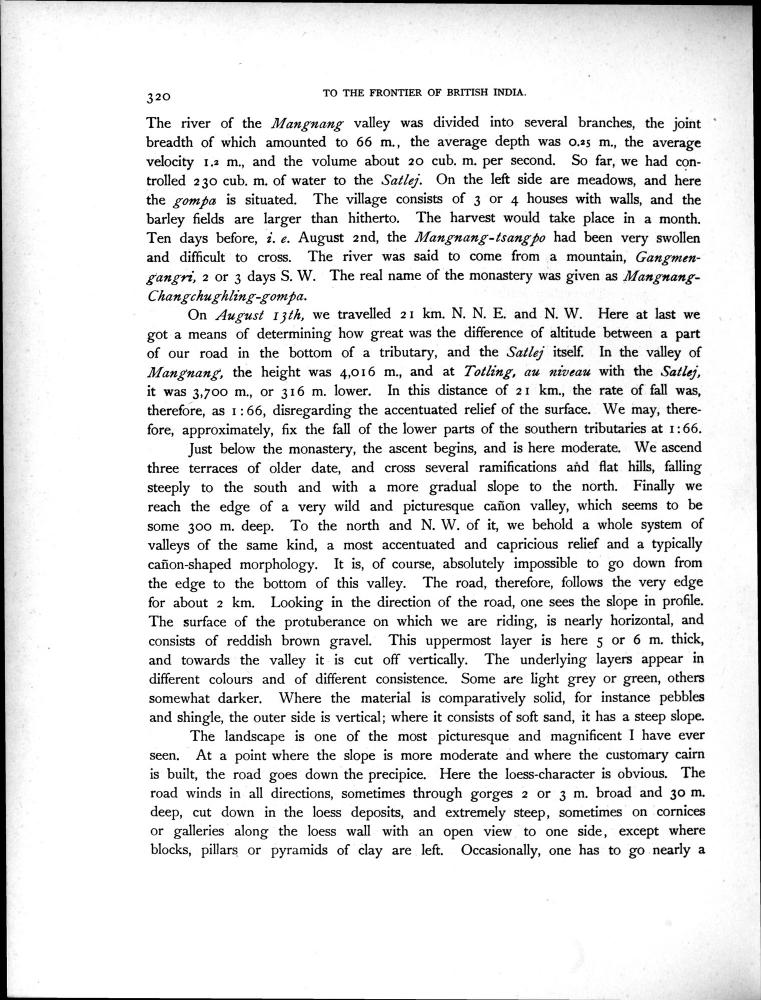 320
TO THE FRONTIER OF BRITISH INDIA.
The river of the Mangnang valley was divided into several branches, the joint
breadth of which amounted to 66 m., the average depth was 0.25 m., the average
velocity 1.2 m., and the volume about 20 cub. m. per second. So far, we had con-
trolled 230 cub. m. of water to the Satlej. On the left side are meadows, and here
the gompa is situated. The village consists of 3 or 4 houses with walls, and the
barley fields are larger than hitherto. The harvest would take place in a month.
Ten days before, i. e. August 2nd, the Mangnang-tsangpo had been very swollen
and difficult to cross. The river was said to come from a mountain, Gangmen-
gangri, 2 or 3 days S. W. The real name of the monastery was given as Mangnang-
Changchughling-gompa.
On August 13th, we travelled 21 km. N. N. E. and N. W. Here at last we
got a means of determining how great was the difference of altitude between a part
of our road in the bottom of a tributary, and the Satlej itself. In the valley of
Mangnang, the height was 4,016 m., and at Totling, au niveau with the Satlej,
it was 3,700 m., or 316 m. lower. In this distance of 21 km., the rate of fall was,
therefore, as 1:66, disregarding the accentuated relief of the surface. We may, there-
fore, approximately, fix the fall of the lower parts of the southern tributaries at 1:66.
Just below the monastery, the ascent begins, and is here moderate. We ascend
three terraces of older date, and cross several ramifications and flat hills, falling
steeply to the south and with a more gradual slope to the north. Finally we
reach the edge of a very wild and picturesque cañon valley, which seems to be
some 300 m. deep. To the north and N. W. of it, we behold a whole system of
valleys of the same kind, a most accentuated and capricious relief and a typically
cañon-shaped morphology. It is, of course, absolutely impossible to go down from
the edge to the bottom of this valley. The road, therefore, follows the very edge
for about 2 km. Looking in the direction of the road, one sees the slope in profile.
The surface of the protuberance on which we are riding, is nearly horizontal, and
consists of reddish brown gravel. This uppermost layer is here 5 or 6 m. thick,
and towards the valley it is cut off vertically. The underlying layers appear in
different colours and of different consistence. Some are light grey or green, others
somewhat darker. Where the material is comparatively solid, for instance pebbles
and shingle, the outer side is vertical; where it consists of soft sand, it has a steep slope.
The landscape is one of the most picturesque and magnificent I have ever
seen. At a point where the slope is more moderate and where the customary cairn
is built, the road goes down the precipice. Here the loess-character is obvious. The
road winds in all directions, sometimes through gorges 2 or 3 m. broad and 30 m.
deep, cut down in the loess deposits, and extremely steep, sometimes on cornices
or galleries along the loess wall with an open view to one side, except where
blocks, pillars or pyramids of clay are left. Occasionally, one has to go nearly a